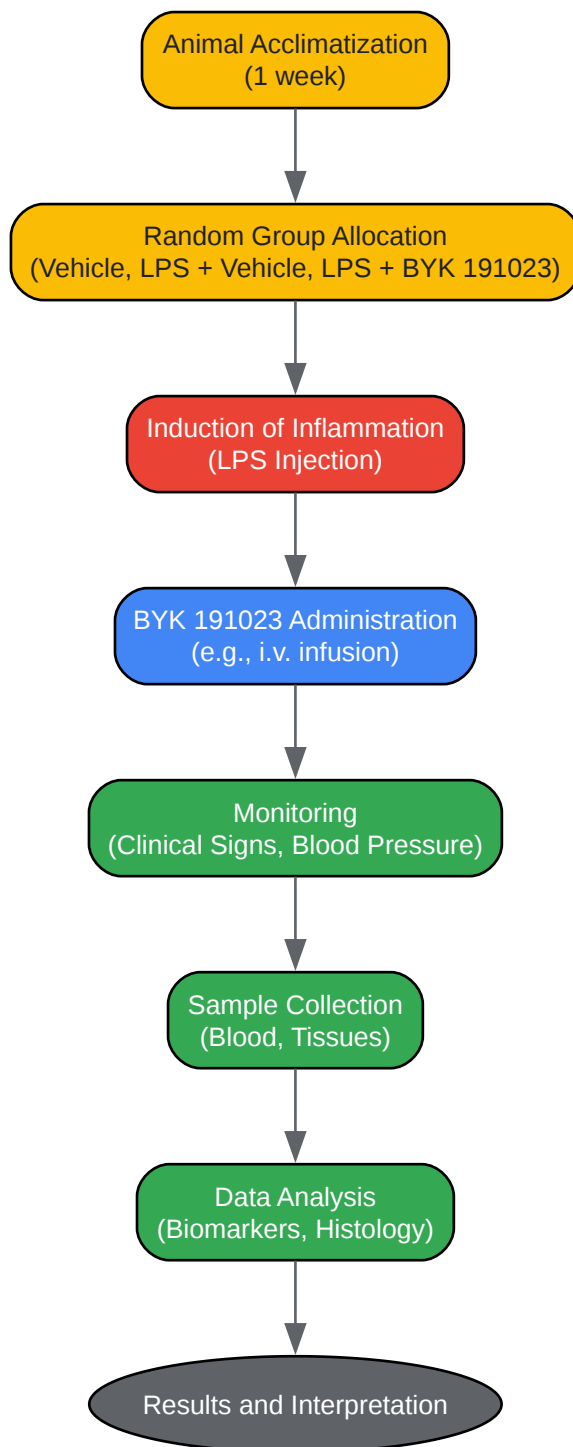 Animal Acclimatization
(1 week)
Random Group Allocation
(Vehicle, LPS + Vehicle, LPS + BYK 191023)
Induction of Inflammation
(LPS Injection)
BYK 191023 Administration
(e.g., i.v. infusion)
Monitoring
(Clinical Signs, Blood Pressure)
Sample Collection
(Blood, Tissues)
Data Analysis
(Biomarkers, Histology)
Results and Interpretation